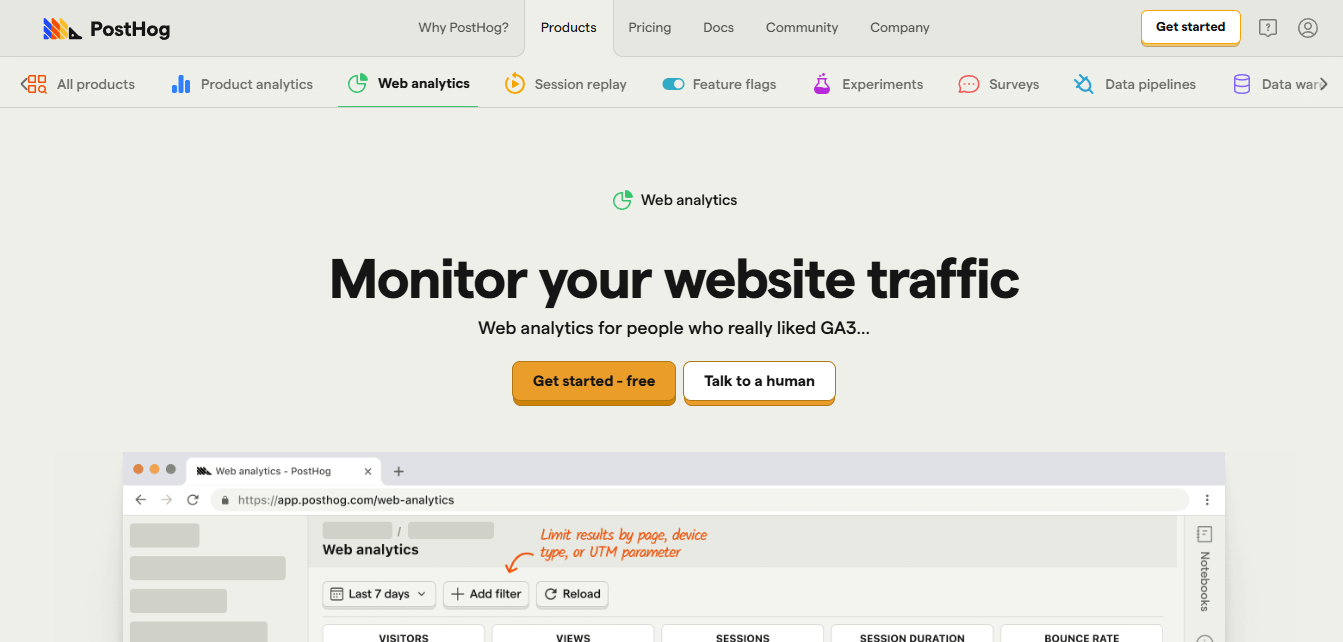 PostHog
Why PostHog?
Products
Pricing
Docs
Community
Company
Get started
All products
Product analytics
Web analytics
Session replay
Feature flags
Experiments
Surveys
Data pipelines
Data
Web analytics
Monitor your website traffic
Web analytics for people who really liked GA3...
Get started - free
Talk to a human
Web analytics - PostHog
https://app.posthog.com/web-analytics
/
Limit results by page, device
type, or UTM parameter
Web analytics
Notebooks
Last 7 days
Add filter
Reload
VISITORS
VIEWS
SESSIONS
SESSION DURATION
BOUNCE RATE